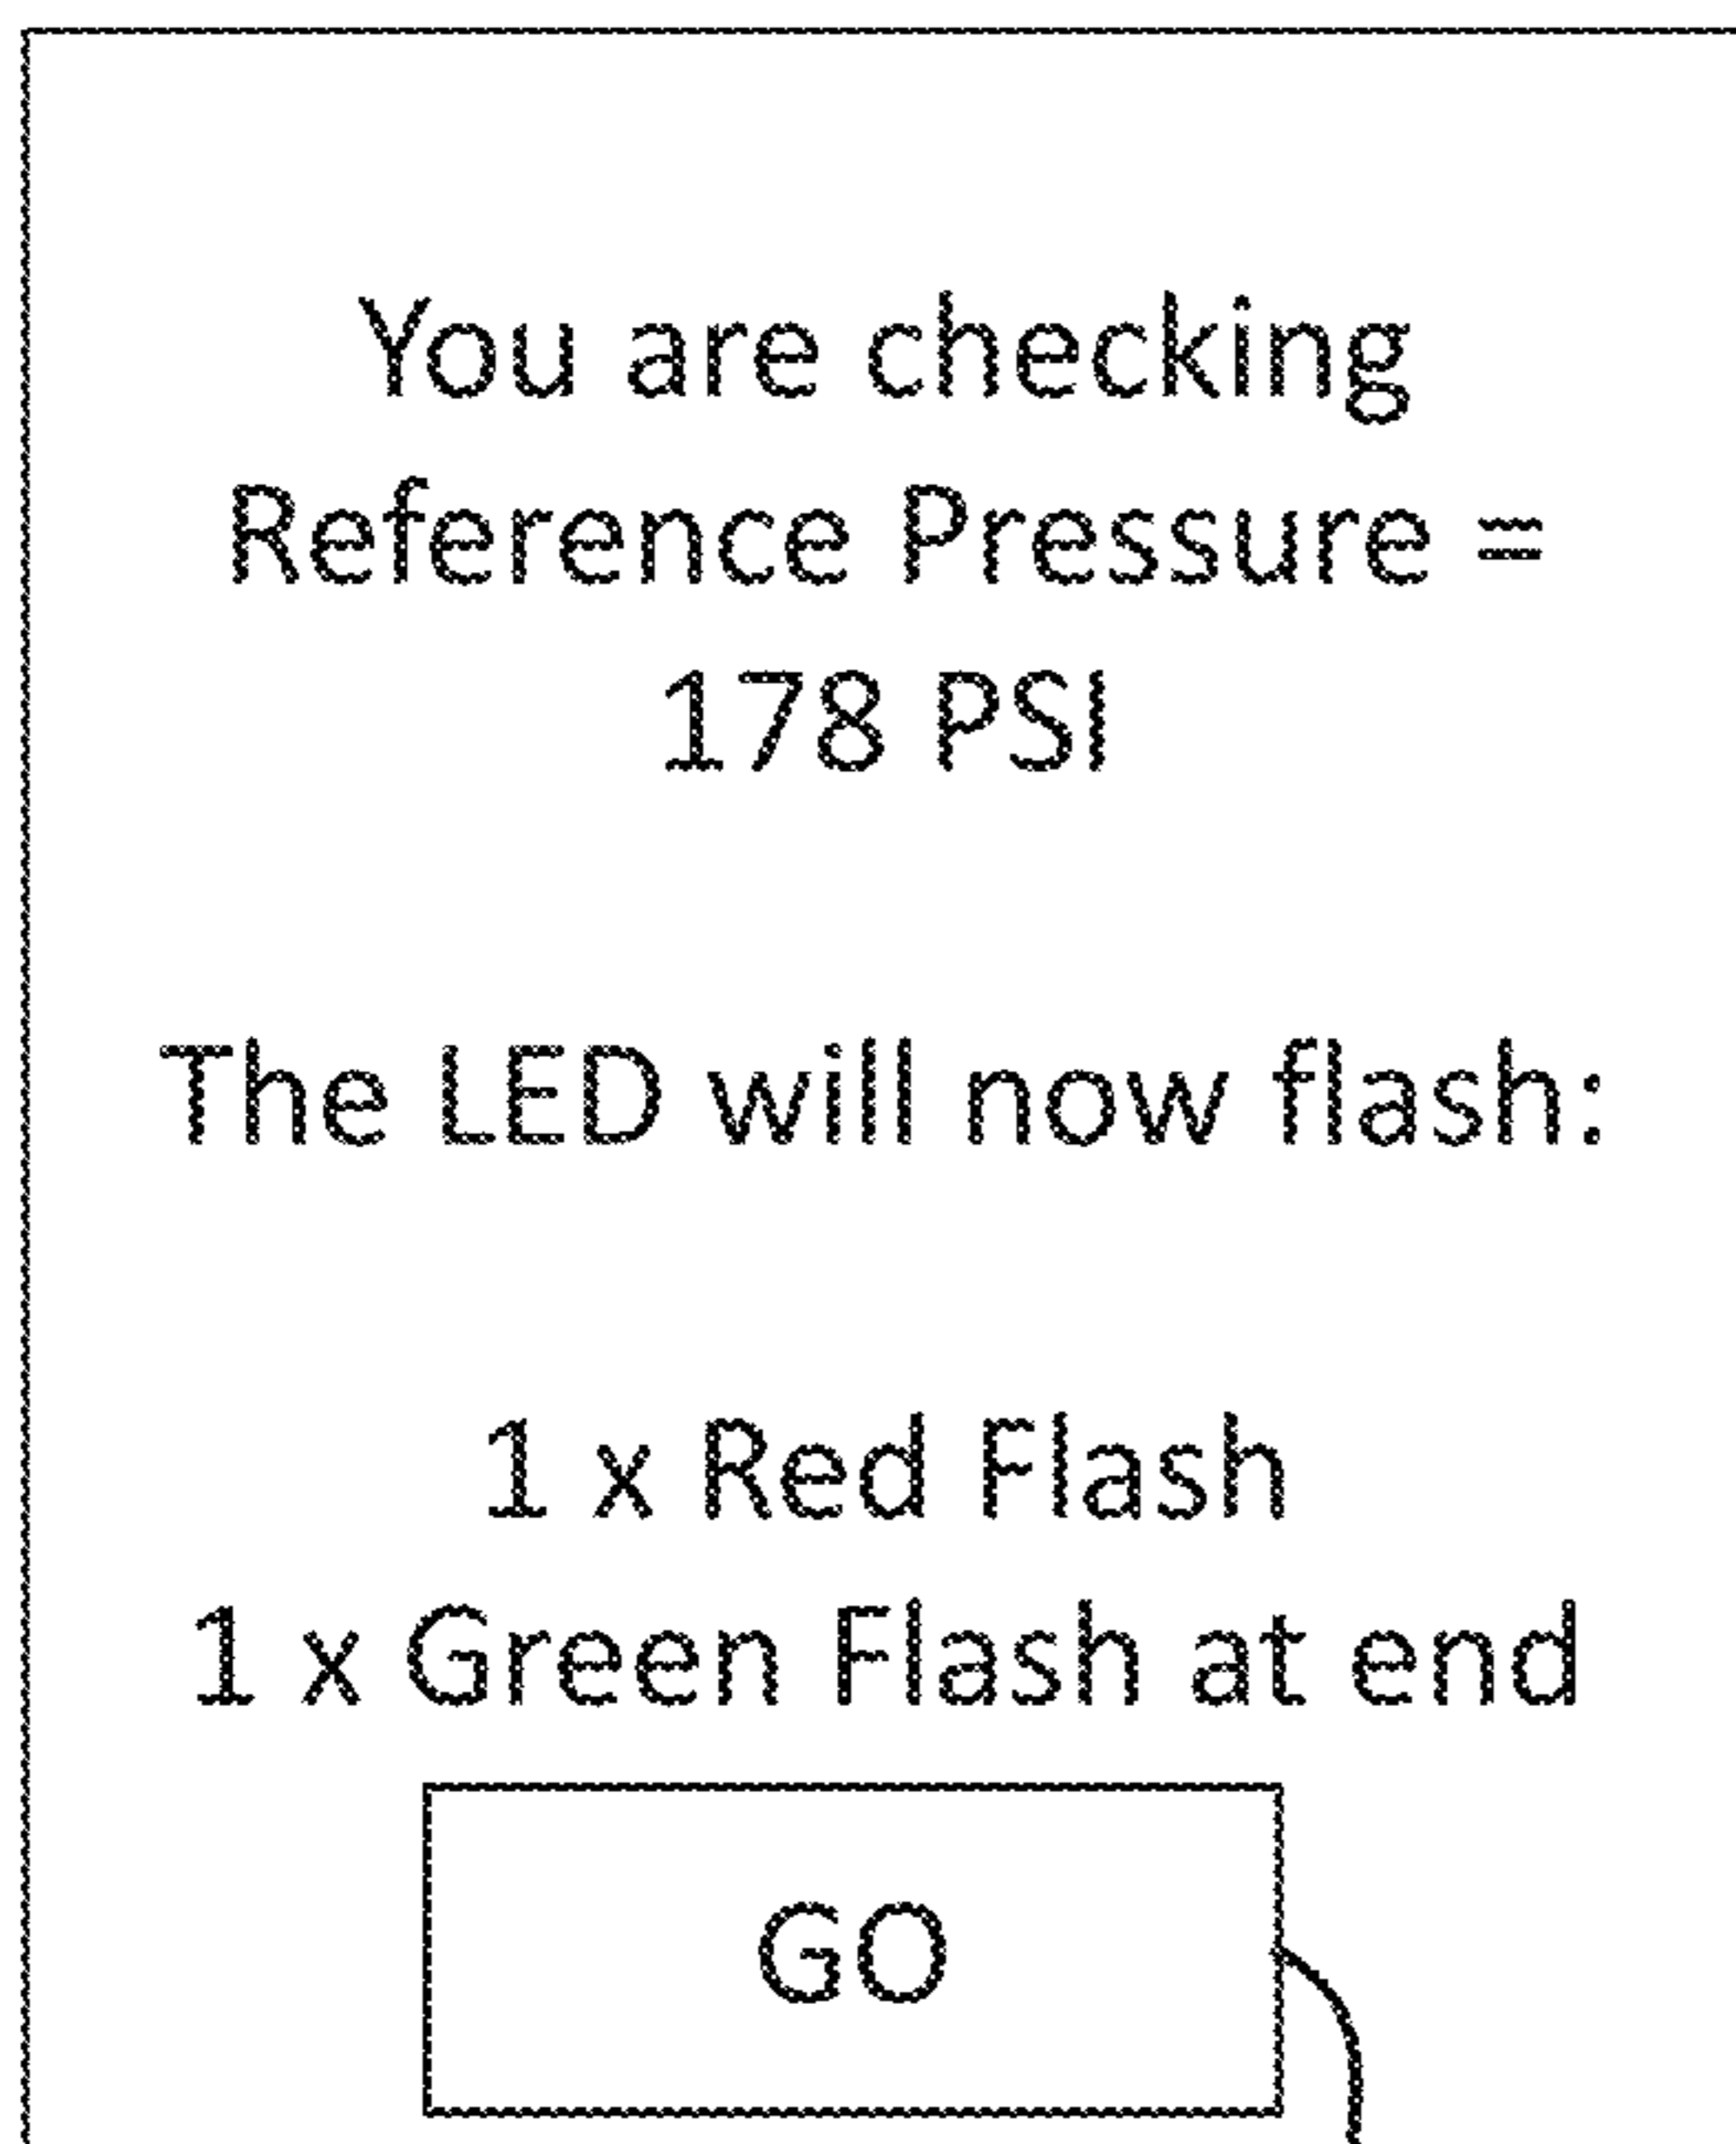 You are checking
Reference Pressure =
178 PSI
The LED will now flash:
1 x Red Flash
1 x Green Flash at end
GO